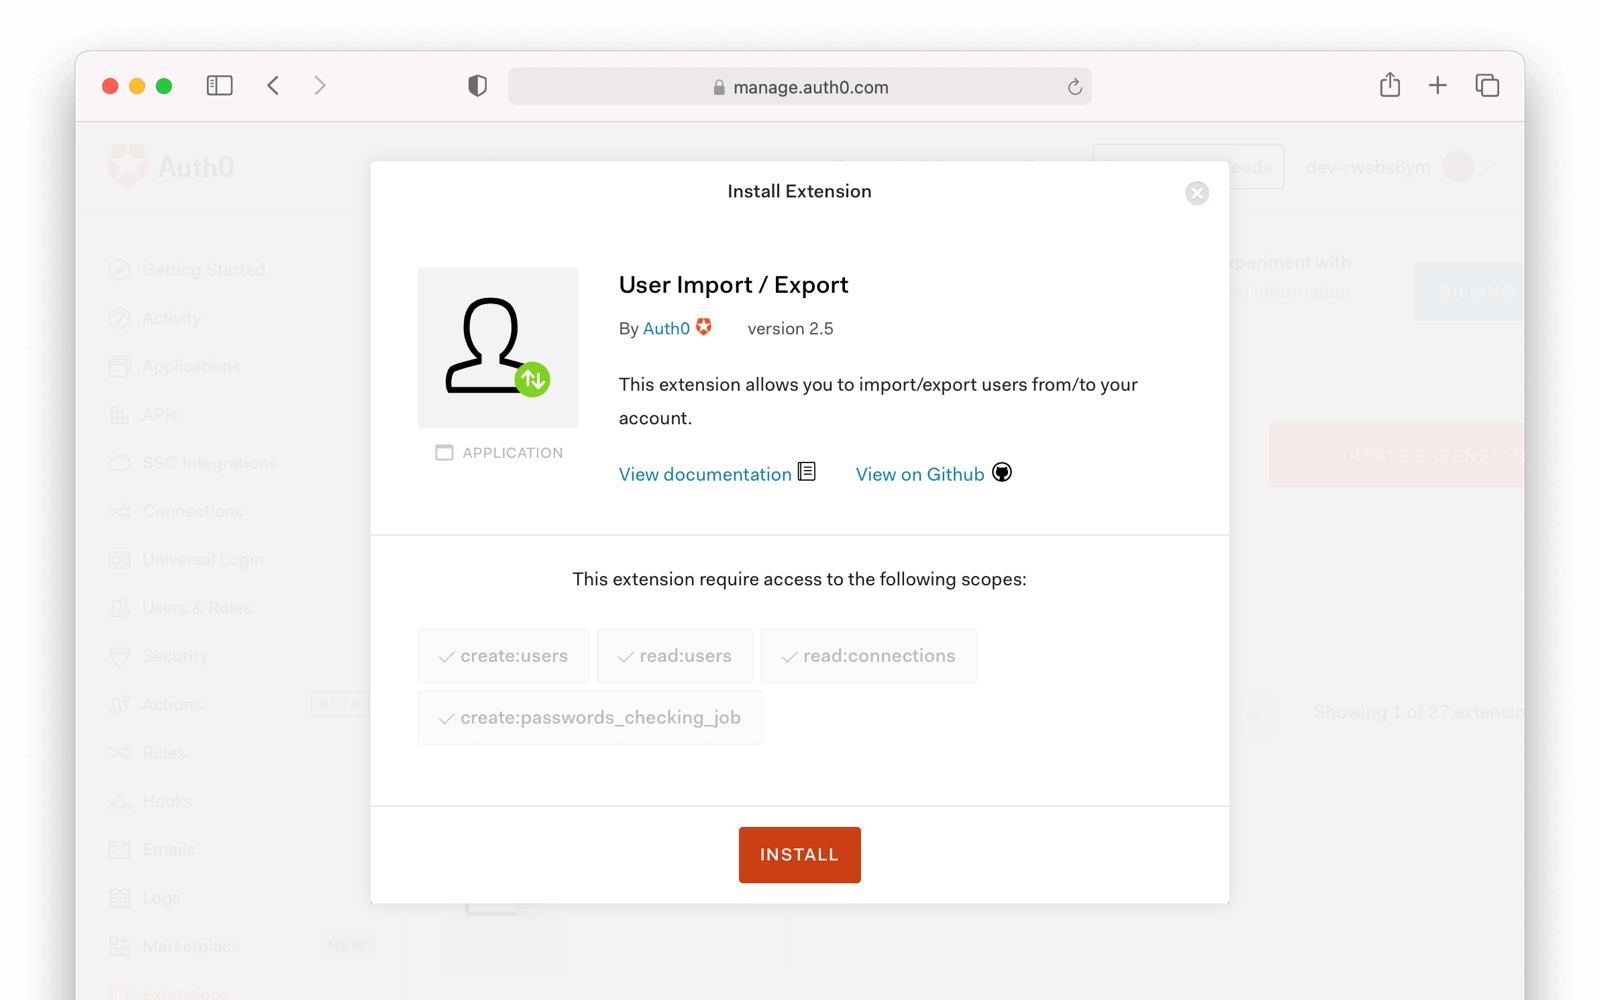 manage.auth0.com
Auth0
eeds
dev-rwsbs6ym
Install Extension
Getting Started
Activity
Applications
APIs
SSO Integrations
Connections
Universal Login
Users & Roles
Security
Actions BETA
Rules
Hooks
Emails
Logs
Marketplace NEW
Extensions
User Import / Export
By Auth0 version 2.5
This extension allows you to import/export users from/to your
account.
APPLICATION
View documentation View on Github
This extension require access to the following scopes:
create:users read:users read:connections
create:passwords_checking_job
INSTALL
xperiment with
ng information
BILLING
+ CREATE EXTENSION
Showing 1 of 27 extensio